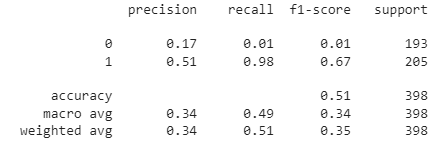 precision recall f1-score support
0 0.17 0.01 0.01 193
1 0.51 0.98 0.67 205
accuracy 0.51 398
macro avg 0.34 0.49 0.34 398
weighted avg 0.34 0.51 0.35 398